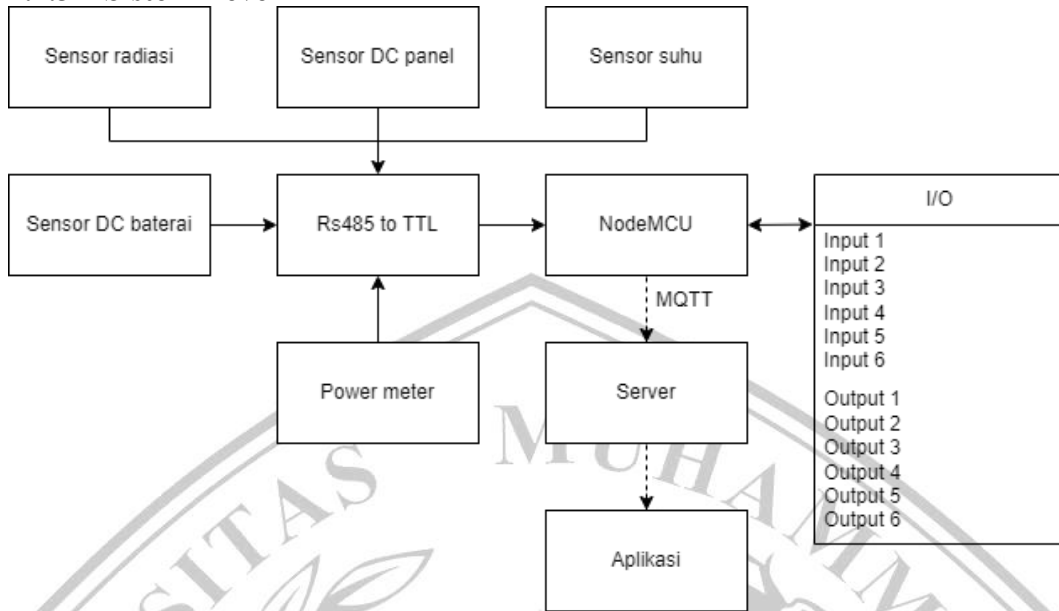 Sensor radiasi
Sensor DC panel
Sensor suhu
Sensor DC baterai
Rs485 to TTL
NodeMCU
I/O
Input 1
Input 2
Input 3
Input 4
Input 5
Input 6
Output 1
Output 2
Output 3
Output 4
Output 5
Output 6
MQTT
Power meter
Server
Aplikasi
SITAS MUHAMM